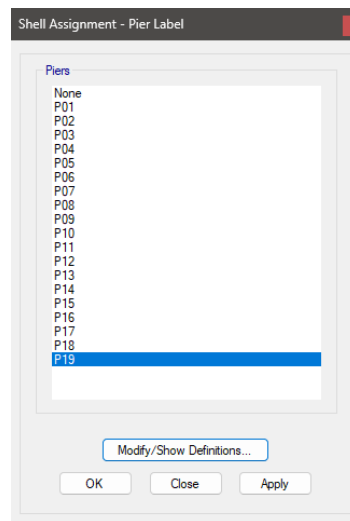 Shell Assignment - Pier Label
Piers
None
P01
P02
P03
P04
P05
P06
P07
P08
P09
P10
P11
P12
P13
P14
P15
P16
P17
P18
P19
Modify/Show Definitions...
OK Close Apply